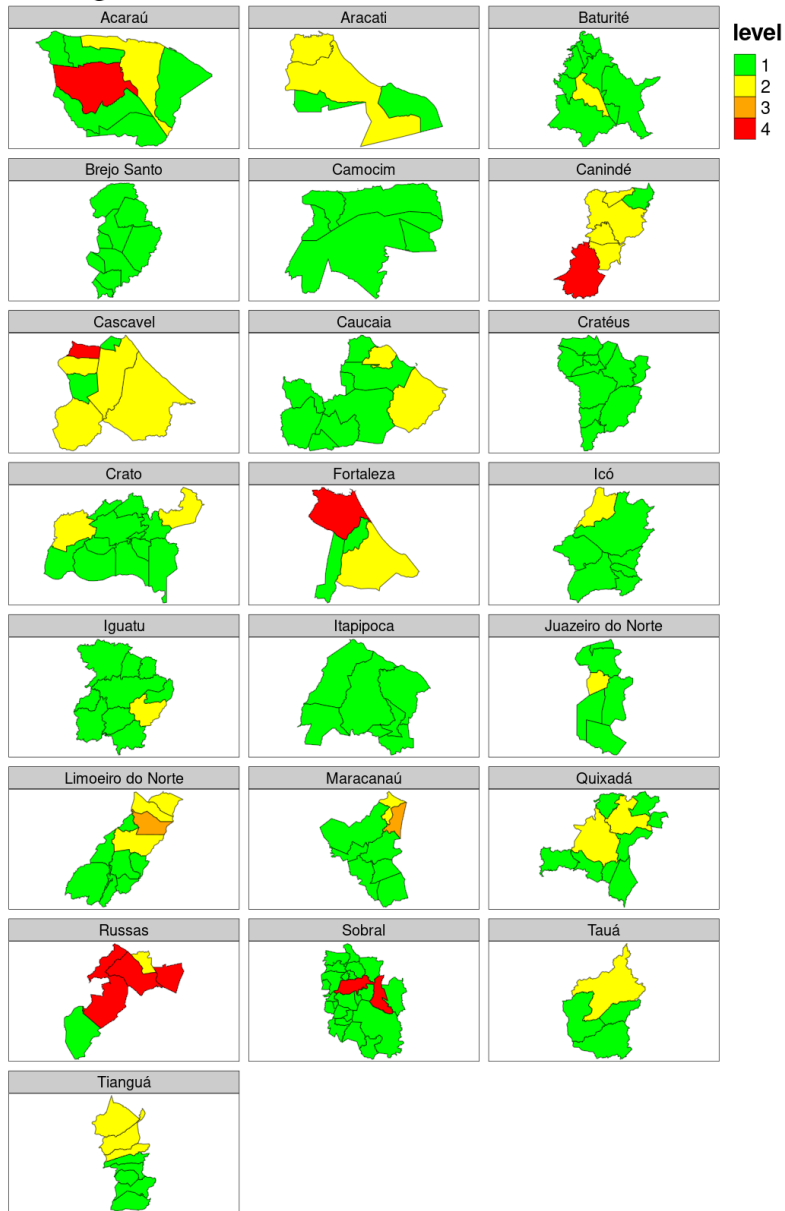 Acaraú
Aracati
Baturité
level
1
2
3
4
Brejo Santo
Camocim
Canindé
Cascavel
Caucaia
Cratéus
Crato
Fortaleza
Icó
Iguatu
Itapipoca
Juazeiro do Norte
Limoeiro do Norte
Maracanaú
Quixadá
Russas
Sobral
Tauá
Tianguá